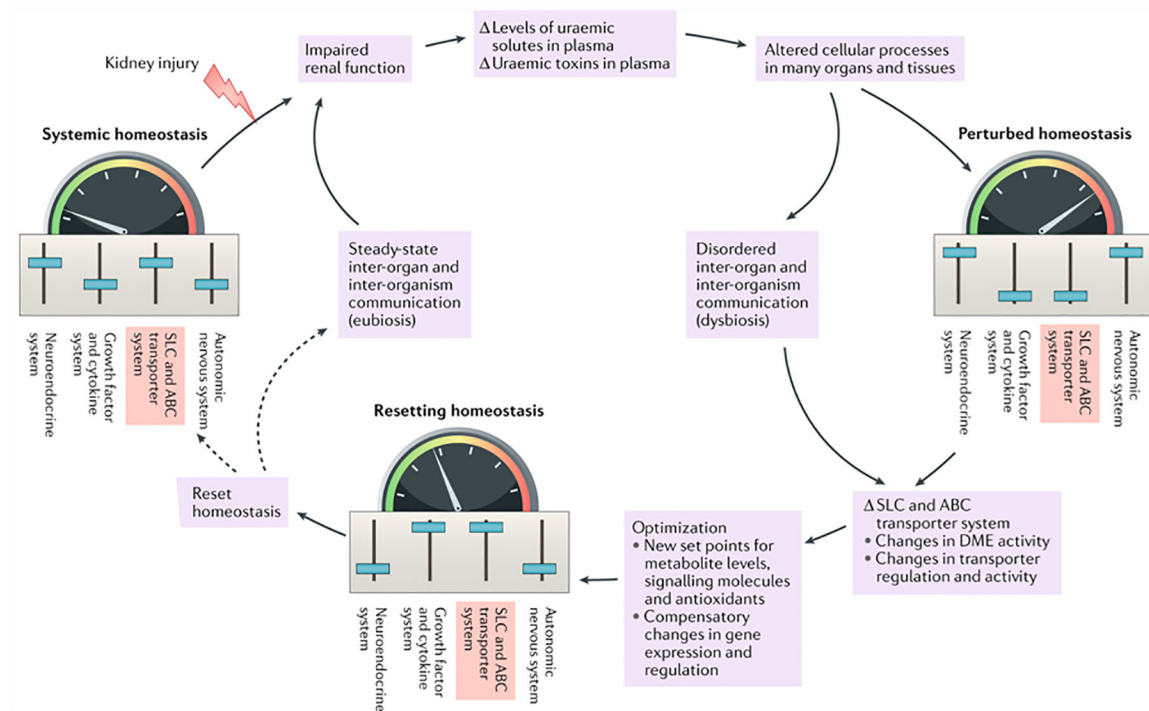 Kidney injury
Impaired
renal function
Δ Levels of uraemic
solutes in plasma
Δ Uraemic toxins in plasma
Altered cellular processes
in many organs and tissues
Systemic homeostasis
Neuroendocrine
system
Growth factor
and cytokine
system
SLC and ABC
transporter
system
Autonomic
nervous system
Steady-state
inter-organ and
inter-organism
communication
(eubiosis)
Disordered
inter-organ and
inter-organism
communication
(dysbiosis)
Perturbed homeostasis
Neuroendocrine
system
Growth factor
and cytokine
system
SLC and ABC
transporter
system
Autonomic
nervous system
Δ SLC and ABC
transporter system
• Changes in DME activity
• Changes in transporter
regulation and activity
Optimization
• New set points for
metabolite levels,
signalling molecules
and antioxidants
• Compensatory
changes in gene
expression and
regulation
Resetting homeostasis
Neuroendocrine
system
Growth factor
and cytokine
system
SLC and ABC
transporter
system
Autonomic
nervous system
Reset
homeostasis